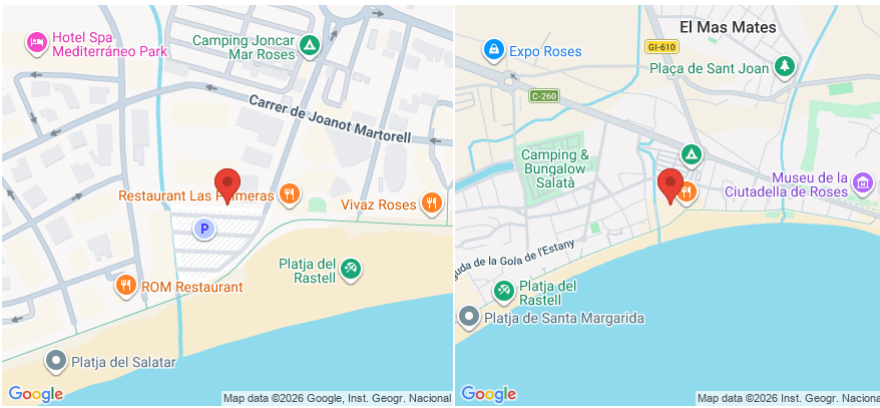 Hotel Spa
Mediterráneo Park
Camping Joncar
Mar Roses
Carrer de Joanot Martorell
Restaurant Las Palmeras
Vivaz Roses
P
Platja del
Rastell
ROM Restaurant
Platja del Salatar
Google
Map data ©2026 Google, Inst. Geogr. Nacional
El Mas Mates
GI-610
Expo Roses
Plaça de Sant Joan
C-260
Camping &
Bungalow
Salatà
Museu de la
Ciutadella de Roses
guda de la Gola de l'Estany
Platja del
Rastell
Platja de Santa Margarida
Google
Map data ©2026 Inst. Geogr. Nacional